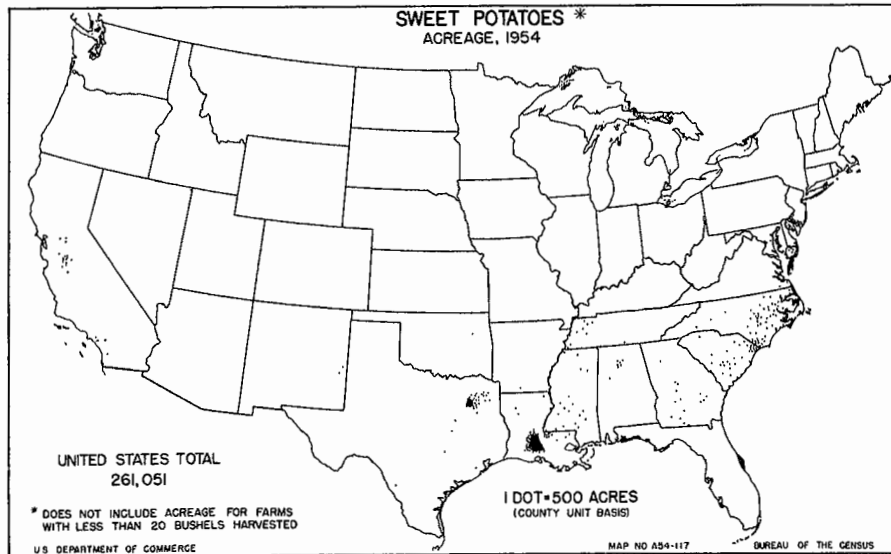 SWEET POTATOES *
ACREAGE, 1954
UNITED STATES TOTAL
261,051
* DOES NOT INCLUDE ACREAGE FOR FARMS
WITH LESS THAN 20 BUSHELS HARVESTED
1 DOT=500 ACRES
(COUNTY UNIT BASIS)
U S DEPARTMENT OF COMMERCE
MAP NO A54-117
BUREAU OF THE CENSUS